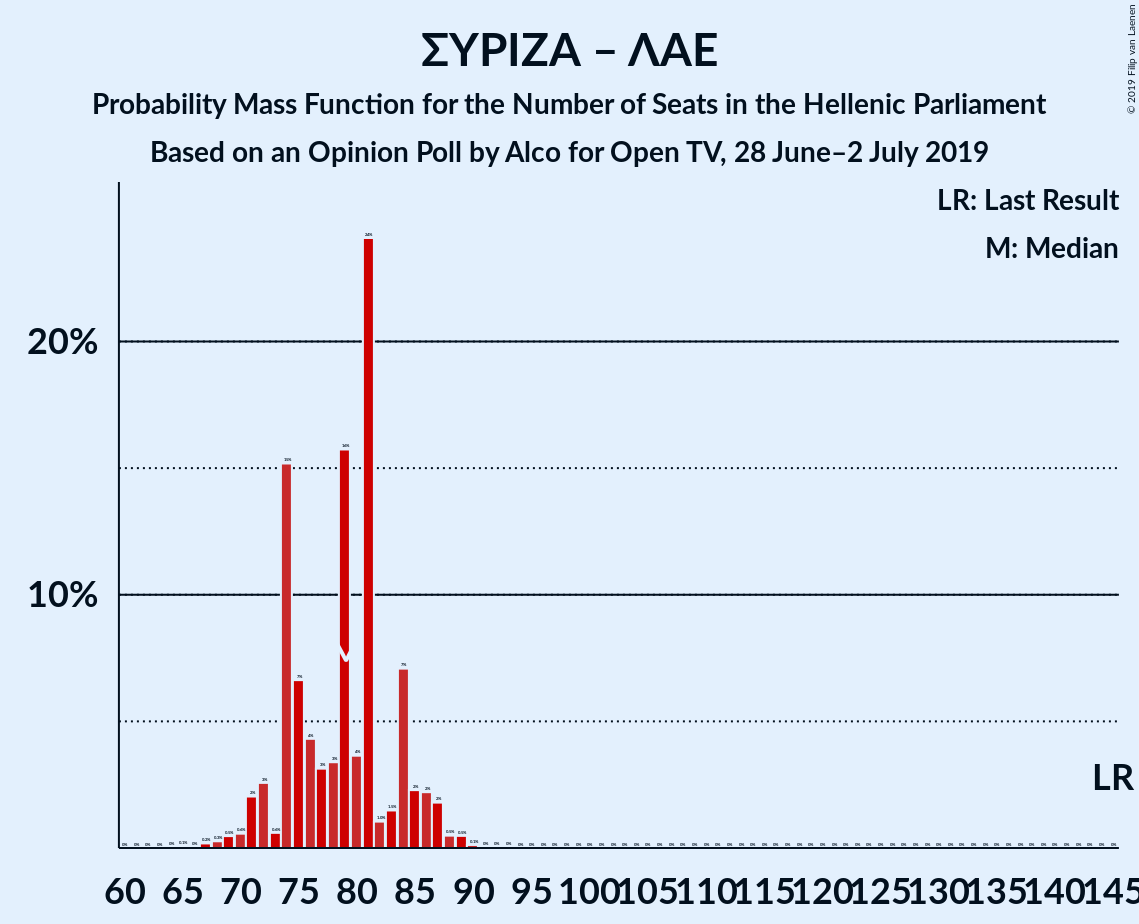 ΣΥΡΙΖΑ – ΛΑΕ
Probability Mass Function for the Number of Seats in the Hellenic Parliament
Based on an Opinion Poll by Alco for Open TV, 28 June–2 July 2019
© 2019 Filip van Laenen
LR: Last Result
M: Median
20%
10%
LR
60 65 70 75 80 85 90 95 100 105 110 115 120 125 130 135 140 145